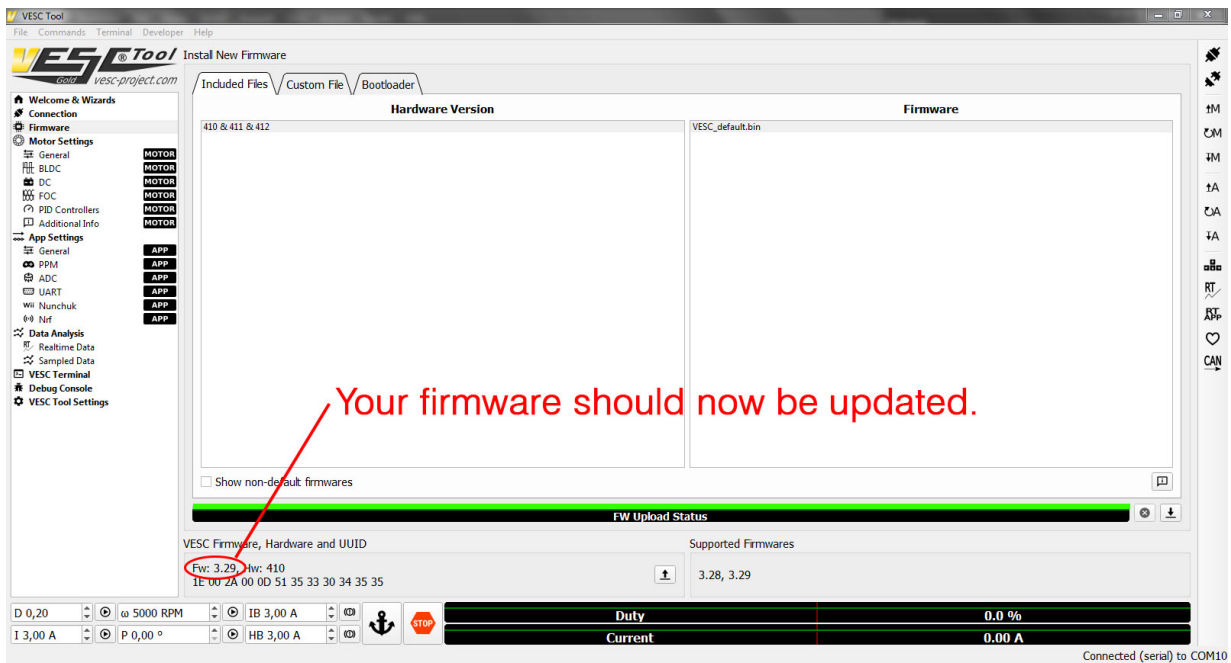 VESC Tool
File Commands Terminal Developer Help
VESC ® Tool
Gold vesc-project.com
Welcome & Wizards
Connection
Firmware
Motor Settings
General MOTOR
BLDC MOTOR
DC MOTOR
FOC MOTOR
PID Controllers MOTOR
Additional Info MOTOR
App Settings
General APP
PPM APP
ADC APP
UART APP
Wii Nunchuk APP
Nrf APP
Data Analysis
RT Realtime Data
Sampled Data
VESC Terminal
Debug Console
VESC Tool Settings
Install New Firmware
Included Files Custom File Bootloader
Hardware Version Firmware
410 & 411 & 412 VESC_default.bin
Your firmware should now be updated.
Show non-default firmwares
FW Upload Status
VESC Firmware, Hardware and UUID
Fw: 3.29, Hw: 410
1E 00 2A 00 0D 51 35 33 30 34 35 35
Supported Firmwares
3.28, 3.29
M
M
M
A
A
A
RT
RT
APP
CAN
D 0,20 ω 5000 RPM IB 3,00 A STOP Duty 0.0 %
I 3,00 A P 0,00 ° HB 3,00 A Current 0.00 A
Connected (serial) to COM10